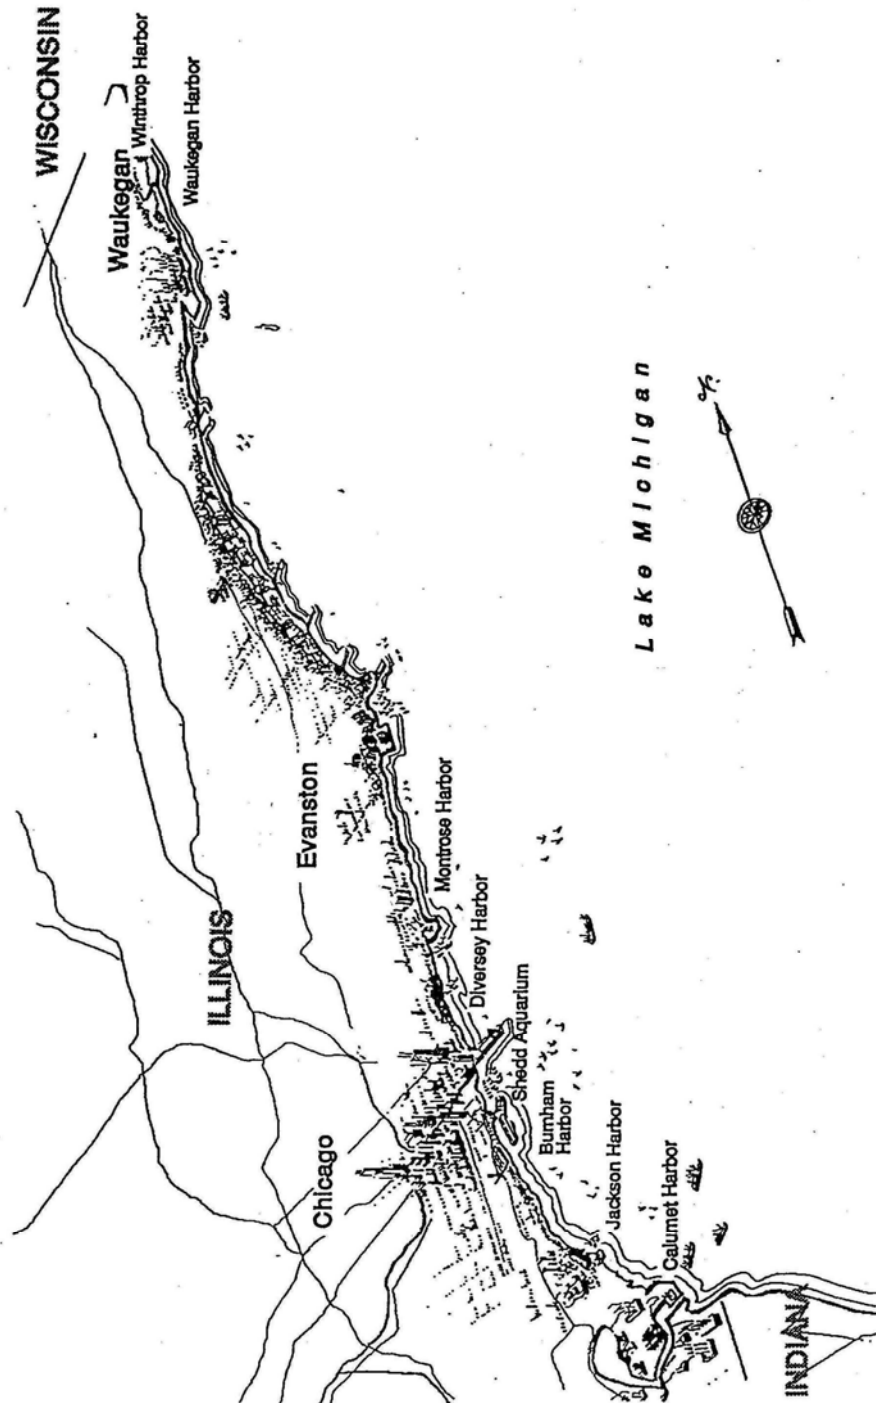 WISCONSIN
Winthrop Harbor
Waukegan
Waukegan Harbor
Lake Michigan
Evanston
ILLINOIS
Montrose Harbor
Diversey Harbor
Shedd Aquarium
Chicago
Burnham
Harbor
Jackson Harbor
Calumet Harbor
INDIANA